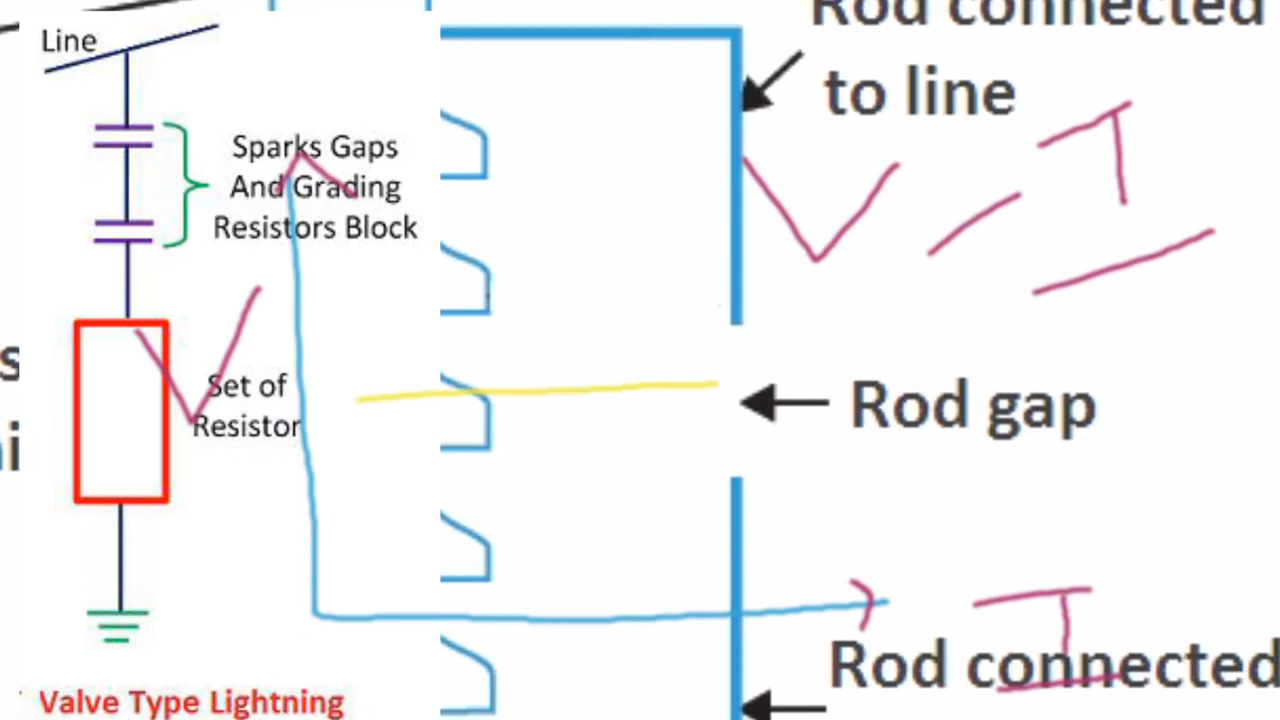 Line
Sparks Gaps
And Grading
Resistors Block
Set of
Resistor
Valve Type Lightning
Rod connected
to line
Rod gap
Rod connected